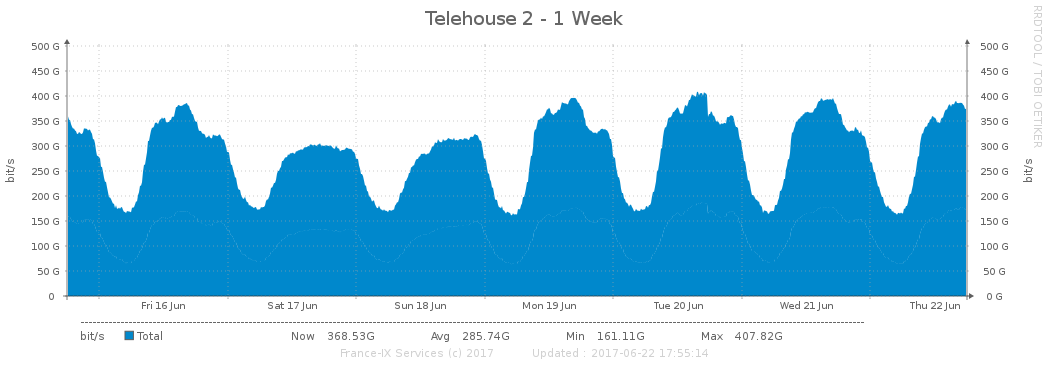 Telehouse 2 - 1 Week
RRDTOOL / TOBI OETIKER
bit/s
500 G
450 G
400 G
350 G
300 G
250 G
200 G
150 G
100 G
50 G
0
500 G
450 G
400 G
350 G
300 G
250 G
200 G
150 G
100 G
50 G
0 G
bit/s
Fri 16 Jun Sat 17 Jun Sun 18 Jun Mon 19 Jun Tue 20 Jun Wed 21 Jun Thu 22 Jun
bit/s Total Now 368.53G Avg 285.74G Min 161.11G Max 407.82G
France-IX Services (c) 2017 Updated : 2017-06-22 17:55:14